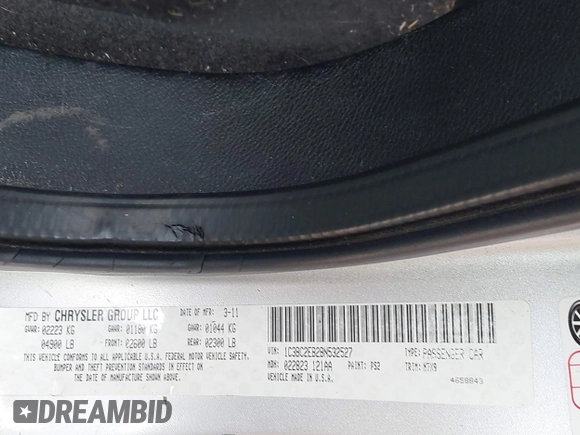 MFD BY CHRYSLER GROUP LLC DATE OF MFR: 3-11
GVWR: 02223 KG GAWR: 01180 KG GAWR: 01044 KG
04900 LB FRONT: 02600 LB REAR: 02300 LB
THIS VEHICLE CONFORMS TO ALL APPLICABLE U.S.A. FEDERAL MOTOR VEHICLE SAFETY,
BUMPER AND THEFT PREVENTION STANDARDS IN EFFECT
ON THE DATE OF MANUFACTURE SHOWN ABOVE.
VIN: 1C3BC2EB2BN532527 TYPE: PASSENGER CAR
MDH: 022823 121AA PAINT: PS2 TRIM: M7X9
VEHICLE MADE IN U.S.A. 4658843
DREAMBID